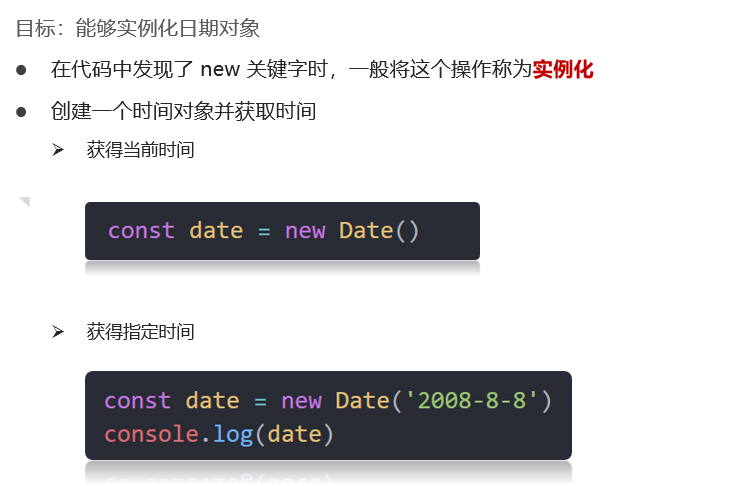 目标：能够实例化日期对象
● 在代码中发现了 new 关键字时，一般将这个操作称为实例化
● 创建一个时间对象并获取时间
➢ 获得当前时间
const date = new Date()
➢ 获得指定时间
const date = new Date('2008-8-8')
console.log(date)